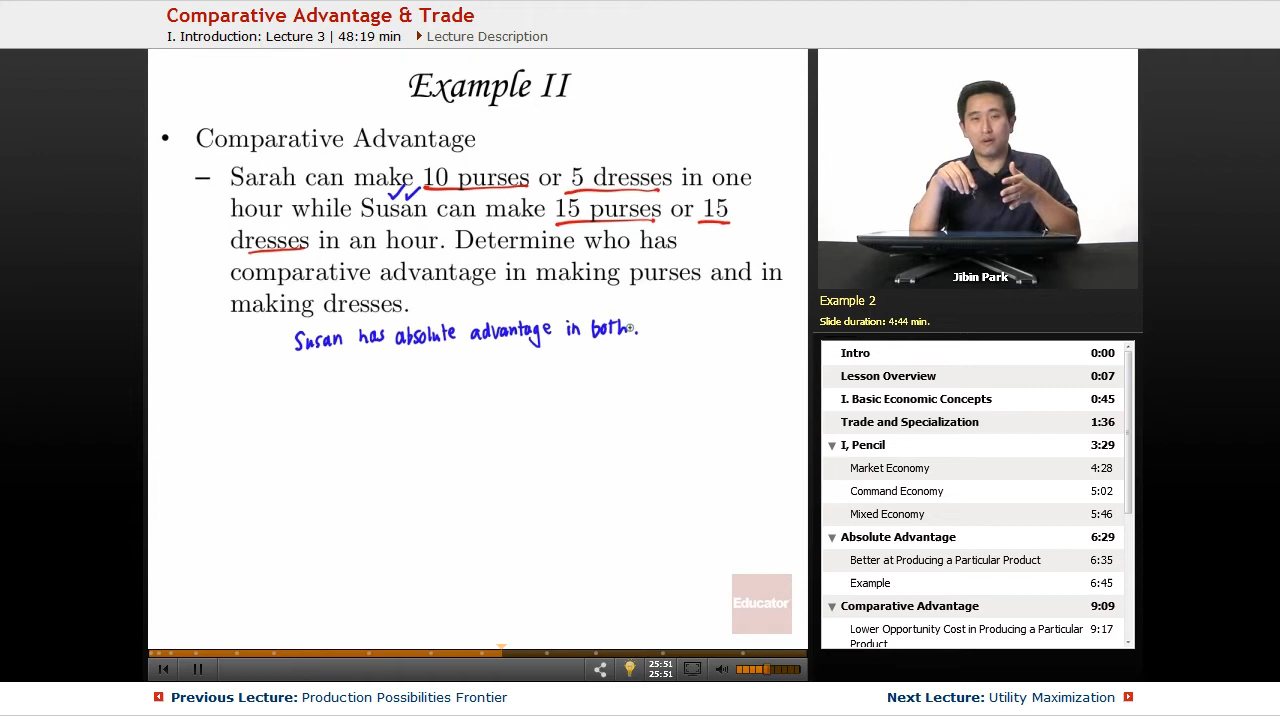 Comparative Advantage & Trade
I. Introduction: Lecture 3 | 48:19 min Lecture Description
Example II
• Comparative Advantage
– Sarah can make 10 purses or 5 dresses in one
hour while Susan can make 15 purses or 15
dresses in an hour. Determine who has
comparative advantage in making purses and in
making dresses.
Susan has absolute advantage in both.
Educator
Jibin Park
Example 2
Slide duration: 4:44 min.
Intro 0:00
Lesson Overview 0:07
I. Basic Economic Concepts 0:45
Trade and Specialization 1:36
I, Pencil 3:29
Market Economy 4:28
Command Economy 5:02
Mixed Economy 5:46
Absolute Advantage 6:29
Better at Producing a Particular Product 6:35
Example 6:45
Comparative Advantage 9:09
Lower Opportunity Cost in Producing a Particular 9:17
Product
25:51
25:51
Previous Lecture: Production Possibilities Frontier
Next Lecture: Utility Maximization